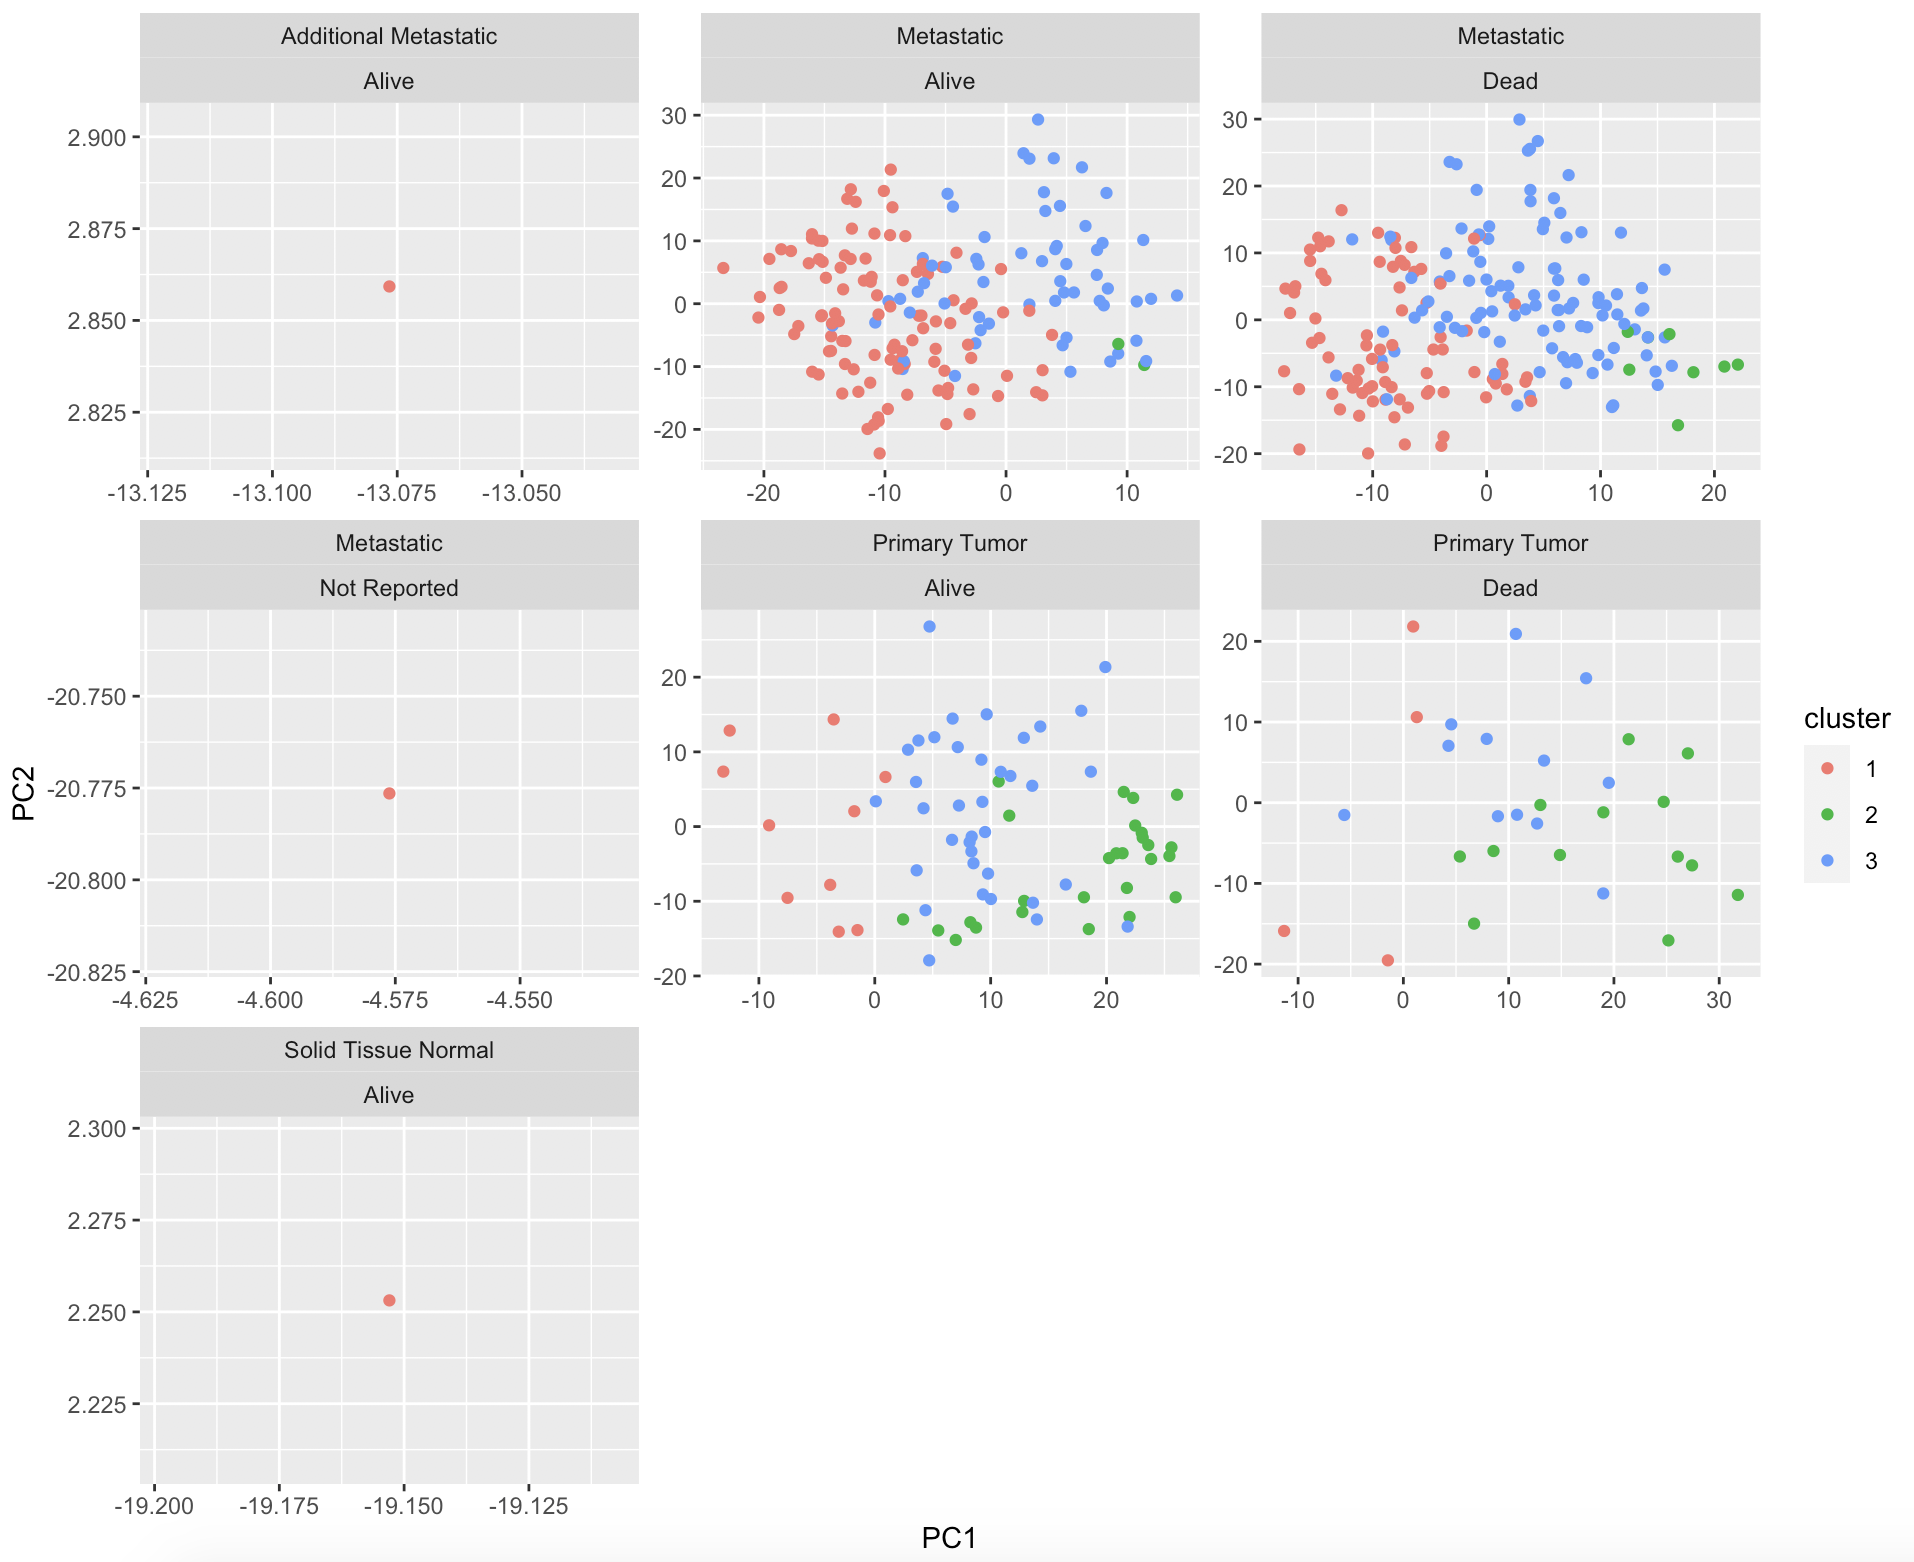 Additional Metastatic
Alive
2.900
2.875
2.850
2.825
-13.125 -13.100 -13.075 -13.050
Metastatic
Alive
30
20
10
0
-10
-20
-20 -10 0 10
Metastatic
Dead
30
20
10
0
-10
-20
-10 0 10 20
Metastatic
Not Reported
-20.750
-20.775
-20.800
-20.825
-4.625 -4.600 -4.575 -4.550
Primary Tumor
Alive
20
10
0
-10
-20
-10 0 10 20
Primary Tumor
Dead
20
10
0
-10
-20
-10 0 10 20 30
Solid Tissue Normal
Alive
2.300
2.275
2.250
2.225
-19.200 -19.175 -19.150 -19.125
PC2
PC1
cluster
1
2
3